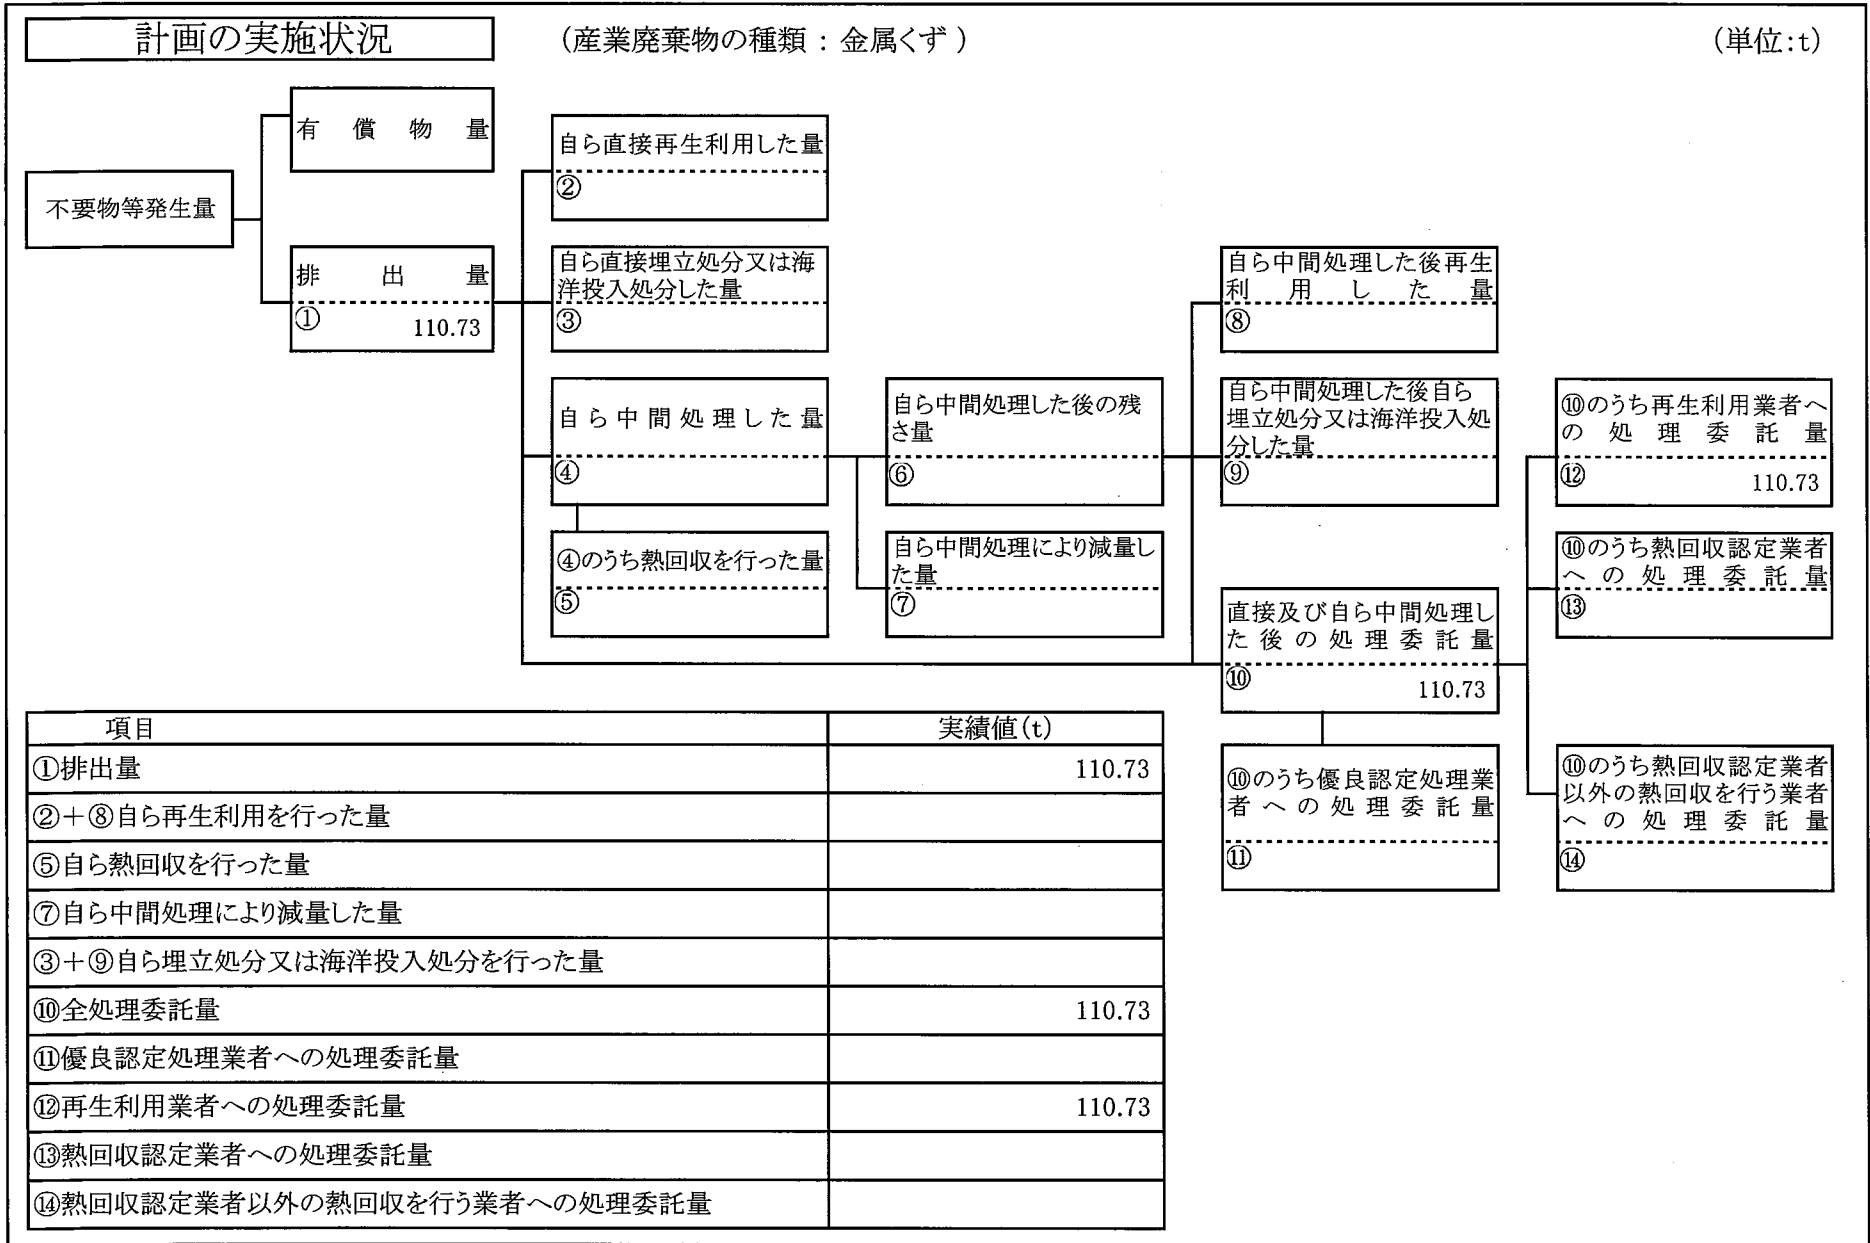 計画の実施状況
（産業廃棄物の種類：金属くず）
（単位:t）
有償物量
不要物等発生量
排出量
①
110.73
自ら直接再生利用した量
②
自ら直接埋立処分又は海
洋投入処分した量
③
自ら中間処理した量
④
④のうち熱回収を行った量
⑤
自ら中間処理した後の残
さ量
⑥
自ら中間処理により減量し
た量
⑦
自ら中間処理した後再生
利用した量
⑧
自ら中間処理した後自ら
埋立処分又は海洋投入処
分した量
⑨
直接及び自ら中間処理し
た後の処理委託量
⑩
110.73
⑩のうち優良認定処理業
者への処理委託量
⑪
⑩のうち再生利用業者へ
の処理委託量
⑫
110.73
⑩のうち熱回収認定業者
への処理委託量
⑬
⑩のうち熱回収認定業者
以外の熱回収を行う業者
への処理委託量
⑭
項目 実績値(t)
①排出量 110.73
②＋⑧自ら再生利用を行った量
⑤自ら熱回収を行った量
⑦自ら中間処理により減量した量
③＋⑨自ら埋立処分又は海洋投入処分を行った量
⑩全処理委託量 110.73
⑪優良認定処理業者への処理委託量
⑫再生利用業者への処理委託量 110.73
⑬熱回収認定業者への処理委託量
⑭熱回収認定業者以外の熱回収を行う業者への処理委託量